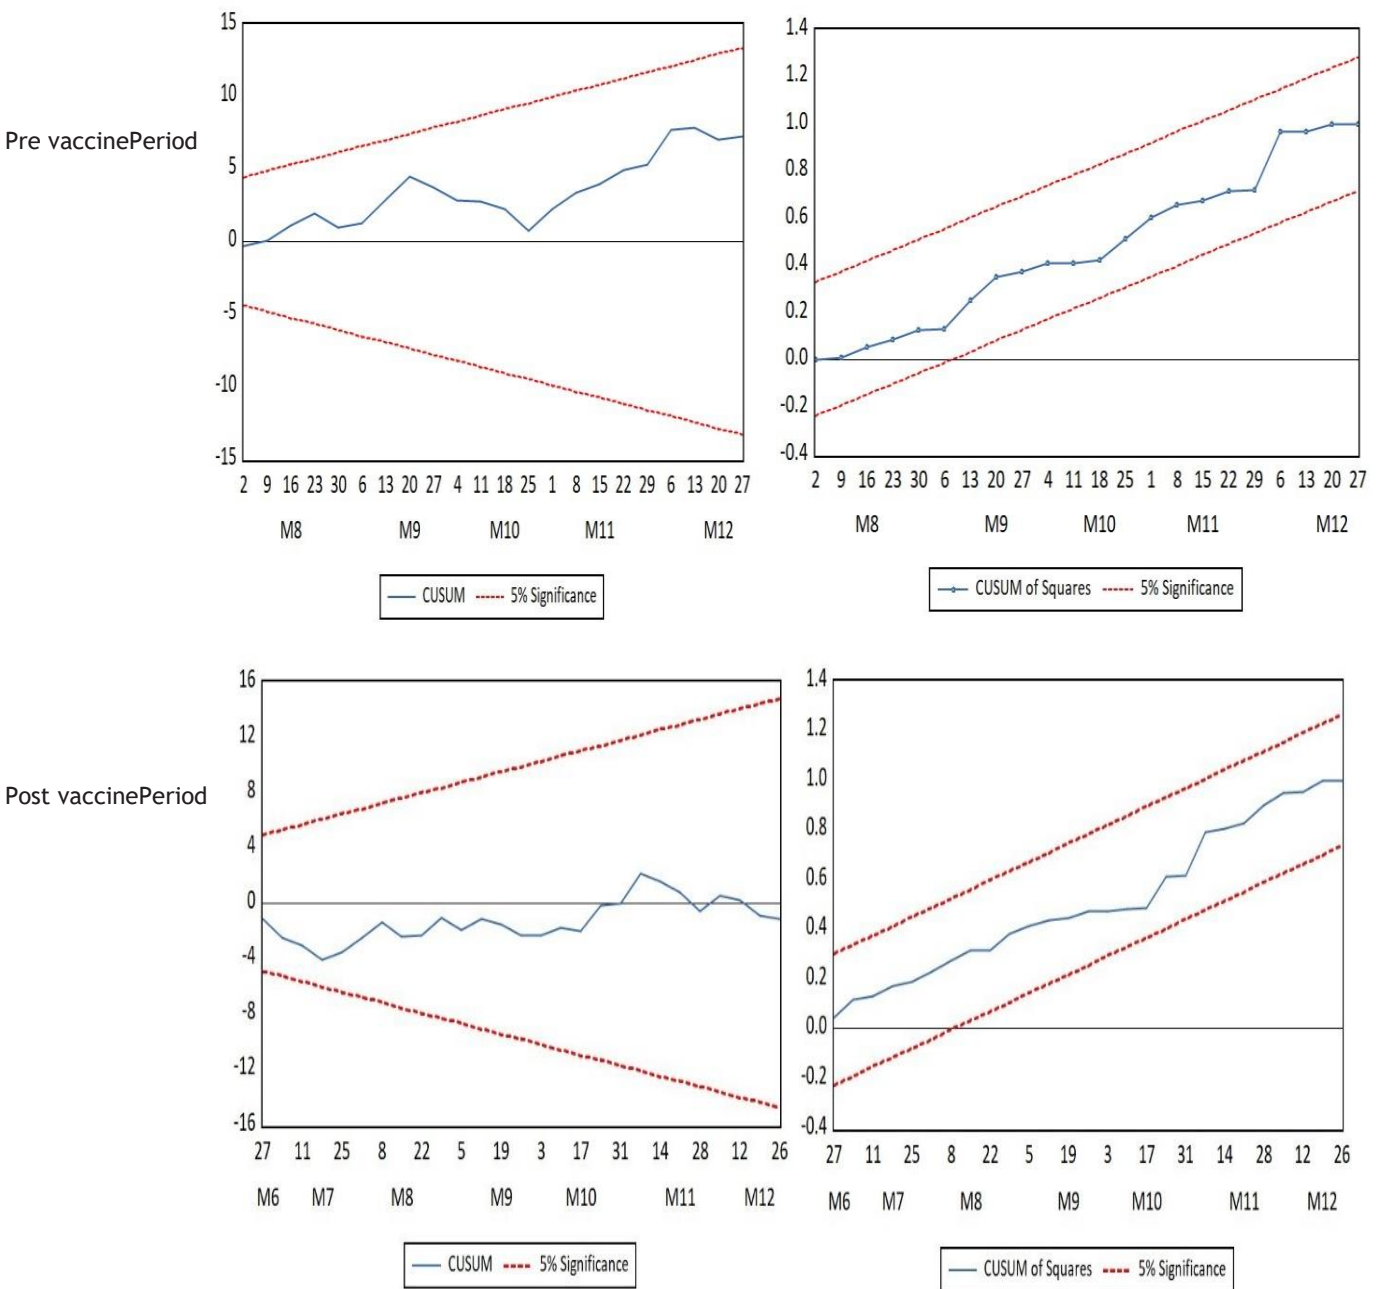 Pre vaccinePeriod
15
10
5
0
-5
-10
-15
2 9 16 23 30 6 13 20 27 4 11 18 25 1 8 15 22 29 6 13 20 27
M8 M9 M10 M11 M12
CUSUM 5% Significance
1.4
1.2
1.0
0.8
0.6
0.4
0.2
0.0
-0.2
-0.4
2 9 16 23 30 6 13 20 27 4 11 18 25 1 8 15 22 29 6 13 20 27
M8 M9 M10 M11 M12
CUSUM of Squares 5% Significance
Post vaccinePeriod
16
12
8
4
0
-4
-8
-12
-16
27 11 25 8 22 5 19 3 17 31 14 28 12 26
M6 M7 M8 M9 M10 M11 M12
CUSUM 5% Significance
1.4
1.2
1.0
0.8
0.6
0.4
0.2
0.0
-0.2
-0.4
27 11 25 8 22 5 19 3 17 31 14 28 12 26
M6 M7 M8 M9 M10 M11 M12
CUSUM of Squares 5% Significance